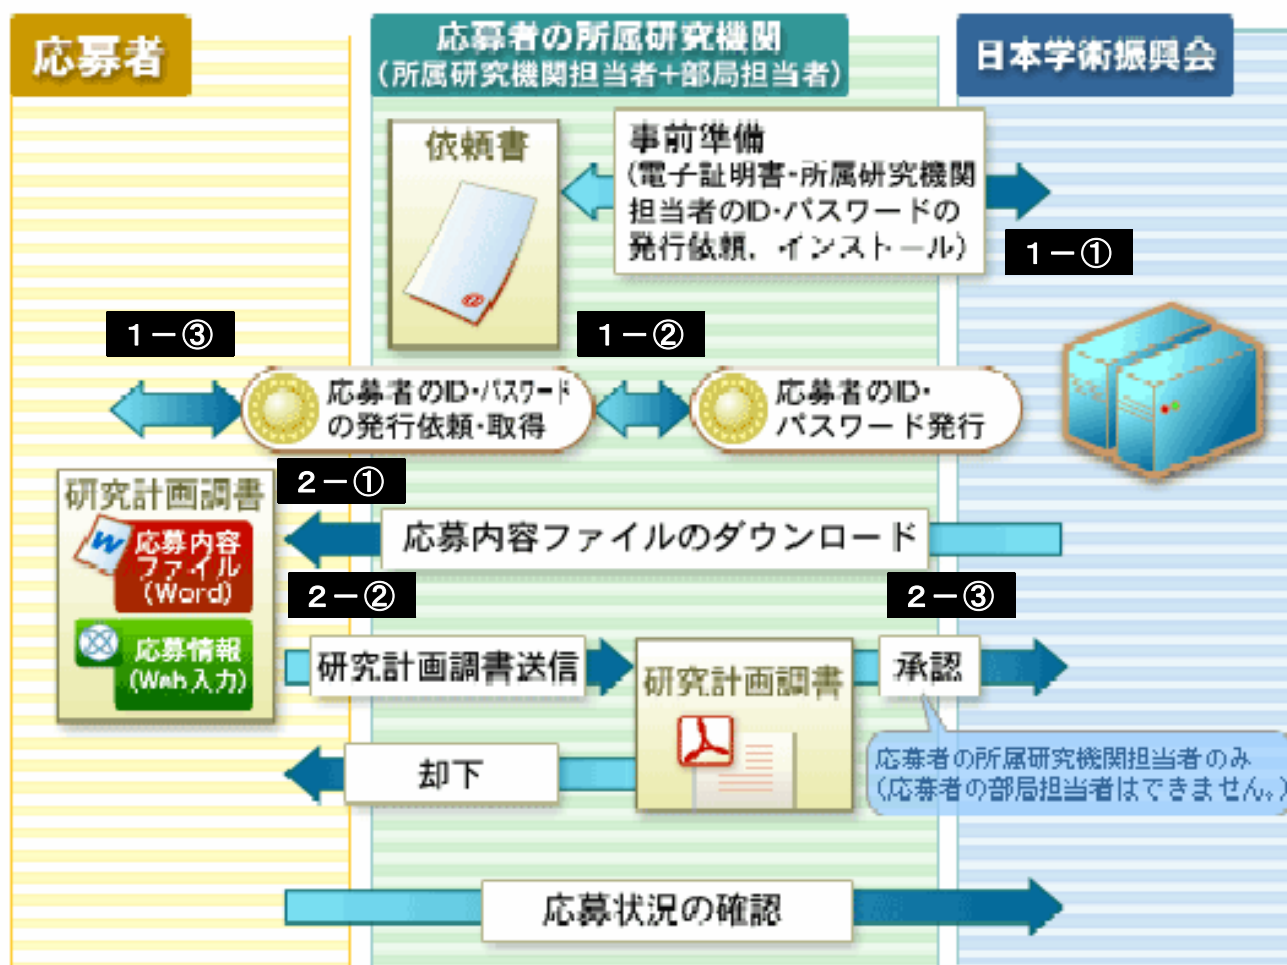 応募者
応募者の所属研究機関
(所属研究機関担当者+部局担当者)
日本学術振興会
依頼書
事前準備
(電子証明書・所属研究機関
担当者のID・パスワードの
発行依頼、インストール)
1-①
1-③
1-②
応募者のID・パスワード
の発行依頼・取得
応募者のID・
パスワード発行
2-①
研究計画調書
応募内容
ファイル
(Word)
応募内容ファイルのダウンロード
2-②
2-③
応募情報
(Web入力)
研究計画調書送信
研究計画調書
承認
却下
応募者の所属研究機関担当者のみ
(応募者の部局担当者はできません。)
応募状況の確認